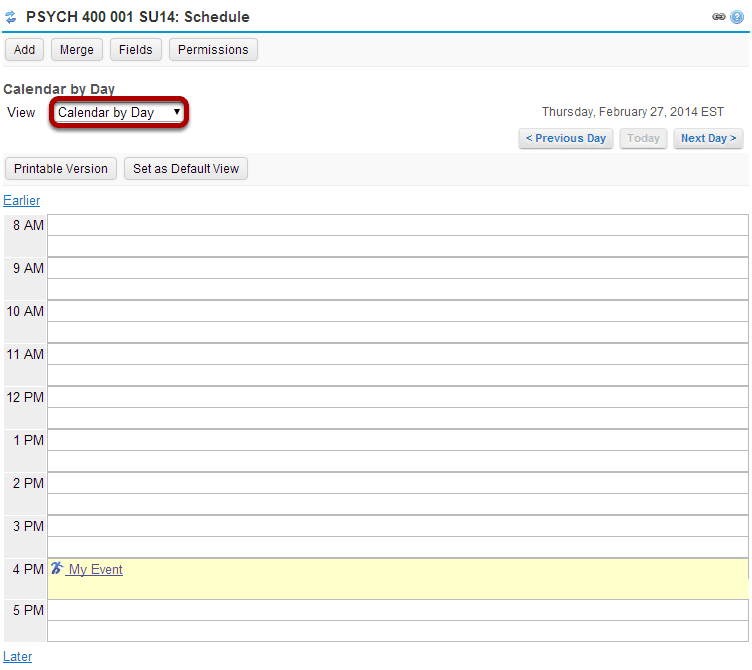 PSYCH 400 001 SU14: Schedule
Add Merge Fields Permissions
Calendar by Day
View Calendar by Day
Thursday, February 27, 2014 EST
< Previous Day Today Next Day >
Printable Version Set as Default View
Earlier
8 AM
9 AM
10 AM
11 AM
12 PM
1 PM
2 PM
3 PM
4 PM My Event
5 PM
Later